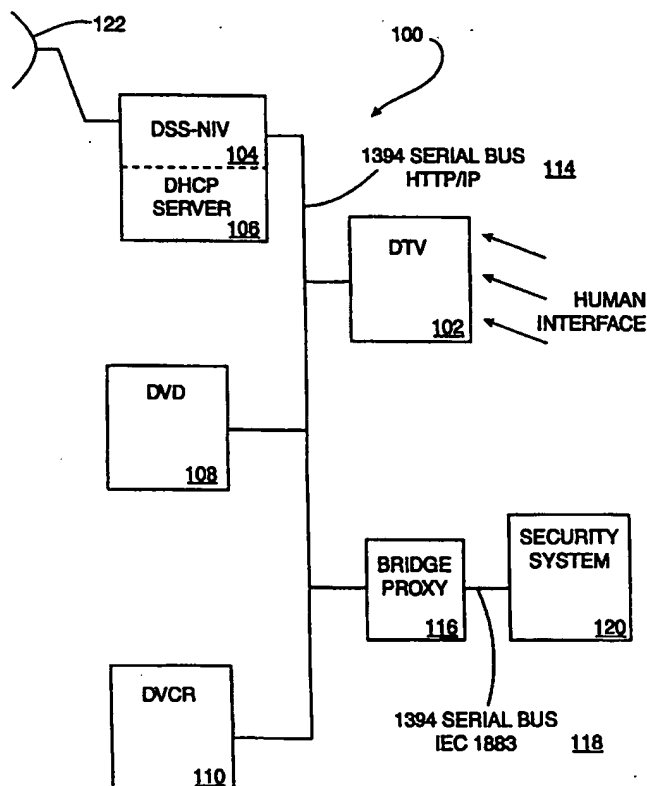 122
100
DSS-NIV
104
1394 SERIAL BUS
HTTP/IP 114
DHCP
SERVER
106
DTV
102
HUMAN
INTERFACE
DVD
108
BRIDGE
PROXY
116
SECURITY
SYSTEM
120
DVCR
110
1394 SERIAL BUS
IEC 1883 118